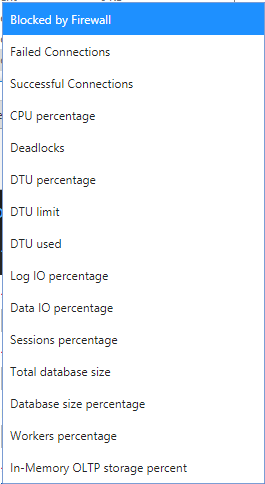 Blocked by Firewall
Failed Connections
Successful Connections
CPU percentage
Deadlocks
DTU percentage
DTU limit
DTU used
Log IO percentage
Data IO percentage
Sessions percentage
Total database size
Database size percentage
Workers percentage
In-Memory OLTP storage percent